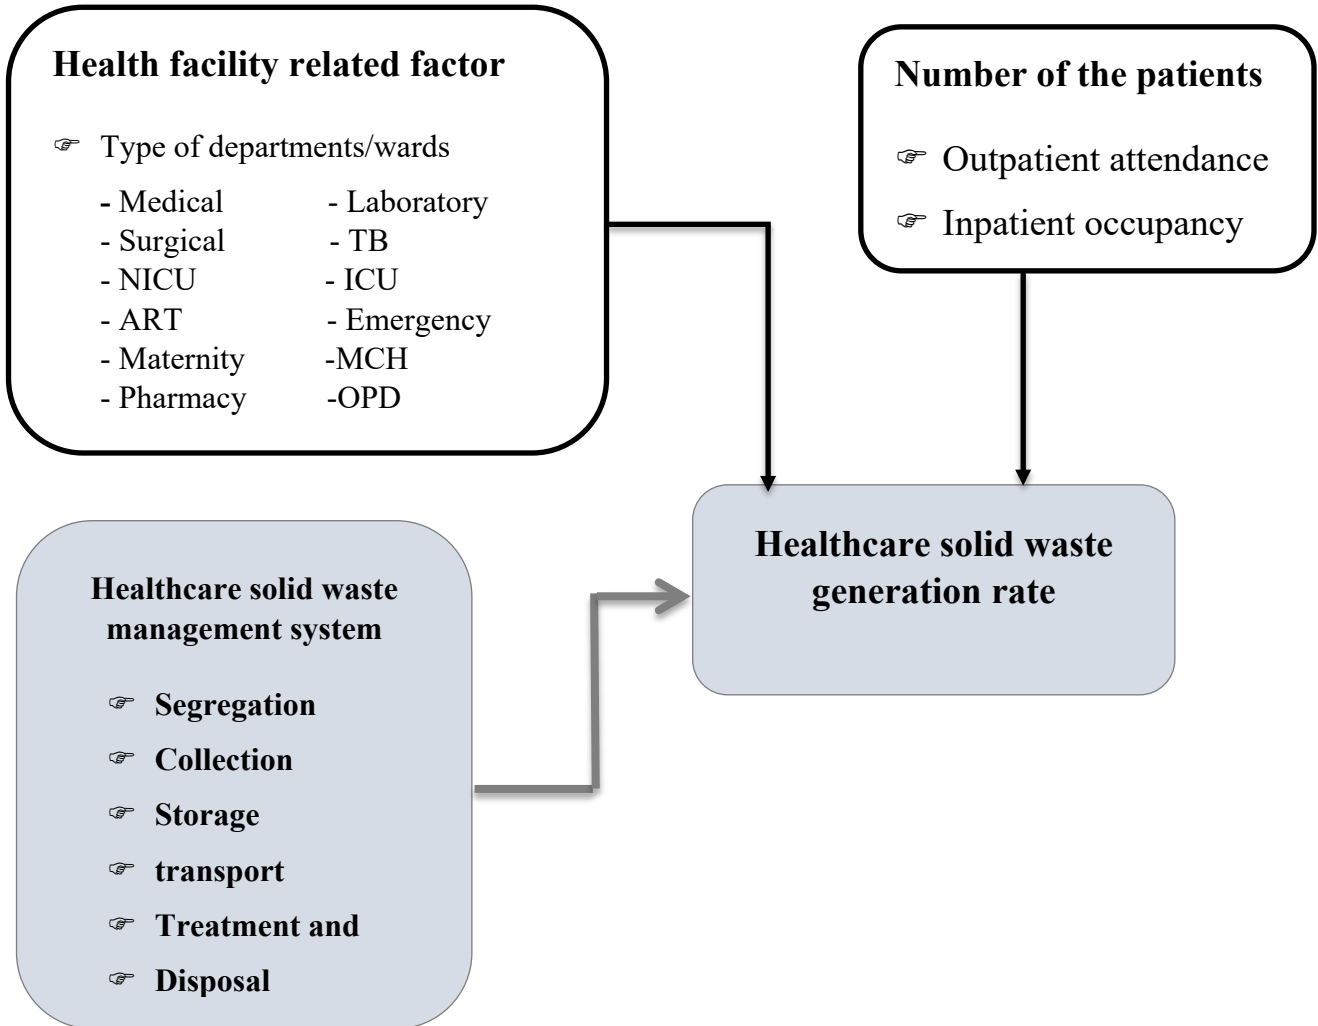 Health facility related factor
☞ Type of departments/wards
- Medical - Laboratory
- Surgical - TB
- NICU - ICU
- ART - Emergency
- Maternity -MCH
- Pharmacy -OPD
Number of the patients
☞ Outpatient attendance
☞ Inpatient occupancy
Healthcare solid waste
generation rate
Healthcare solid waste
management system
☞ Segregation
☞ Collection
☞ Storage
☞ transport
☞ Treatment and
☞ Disposal